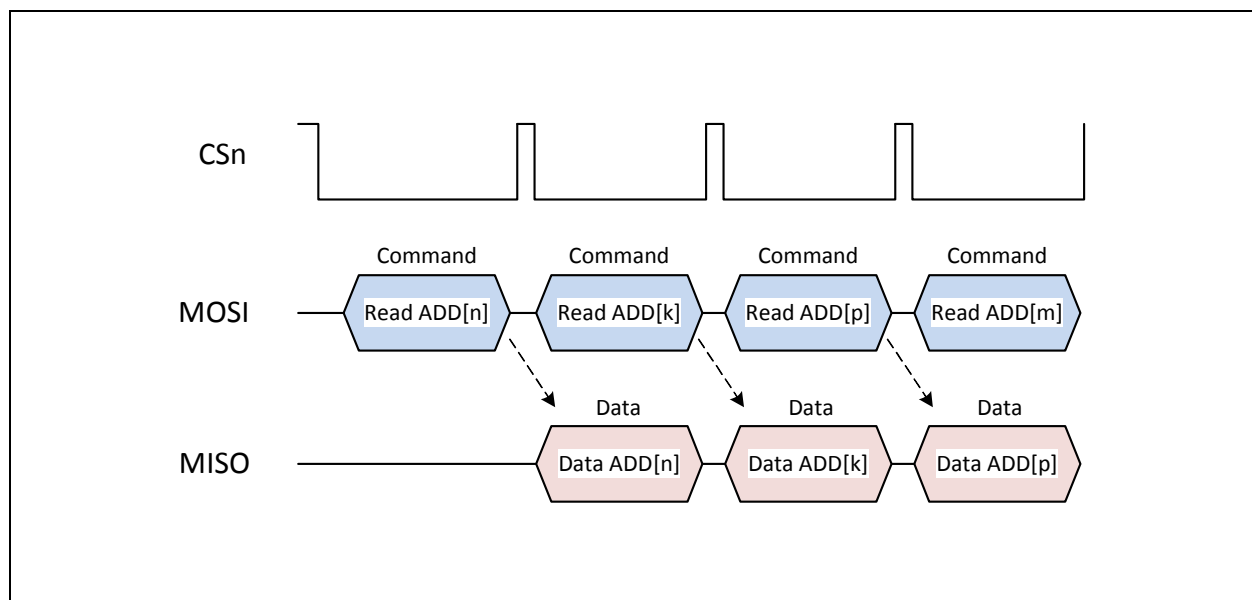 CSn
Command Command Command Command
MOSI Read ADD[n] Read ADD[k] Read ADD[p] Read ADD[m]
Data Data Data
MISO Data ADD[n] Data ADD[k] Data ADD[p]